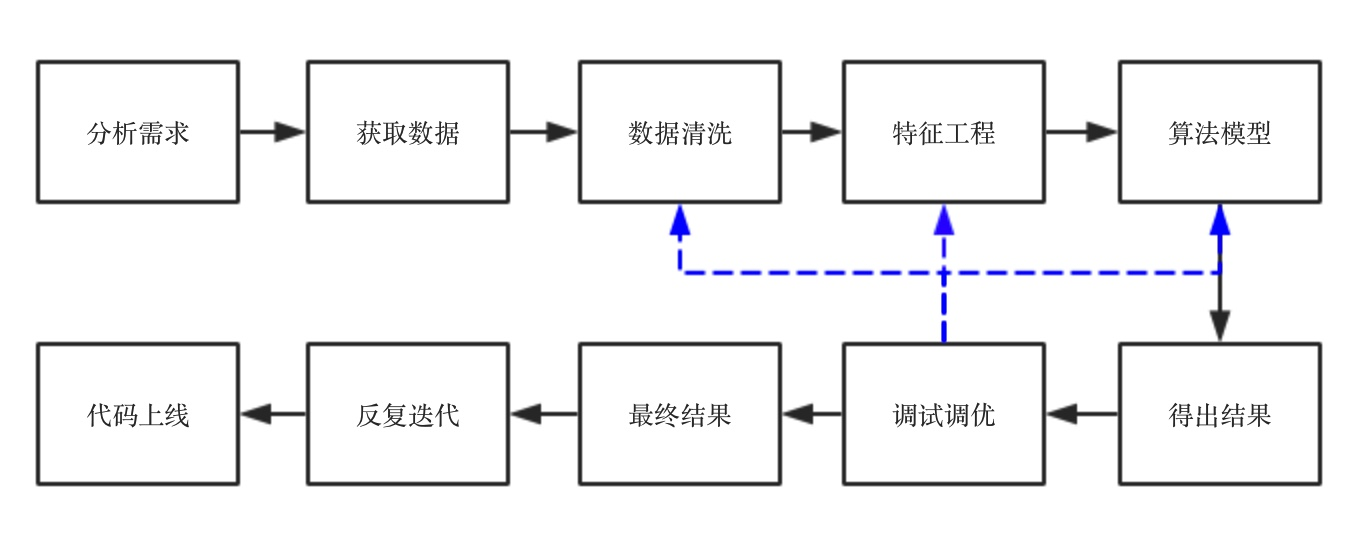 分析需求
获取数据
数据清洗
特征工程
算法模型
代码上线
反复迭代
最终结果
调试调优
得出结果